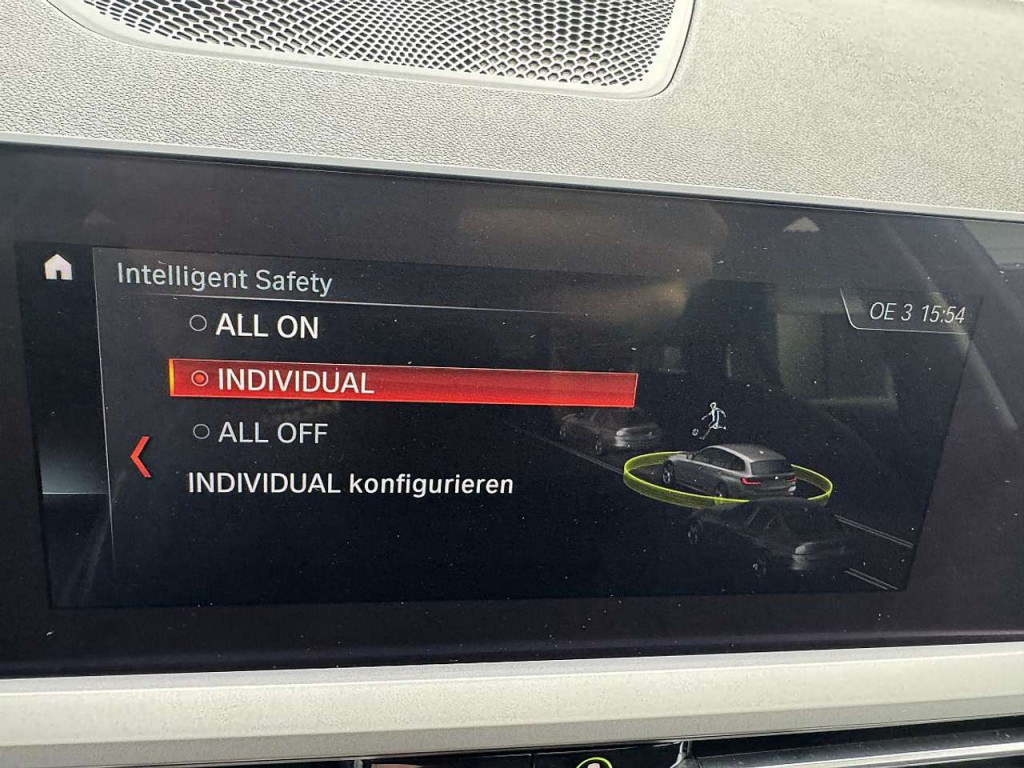 Intelligent Safety
OE 3 15:54
ALL ON
INDIVIDUAL
ALL OFF
INDIVIDUAL konfigurieren